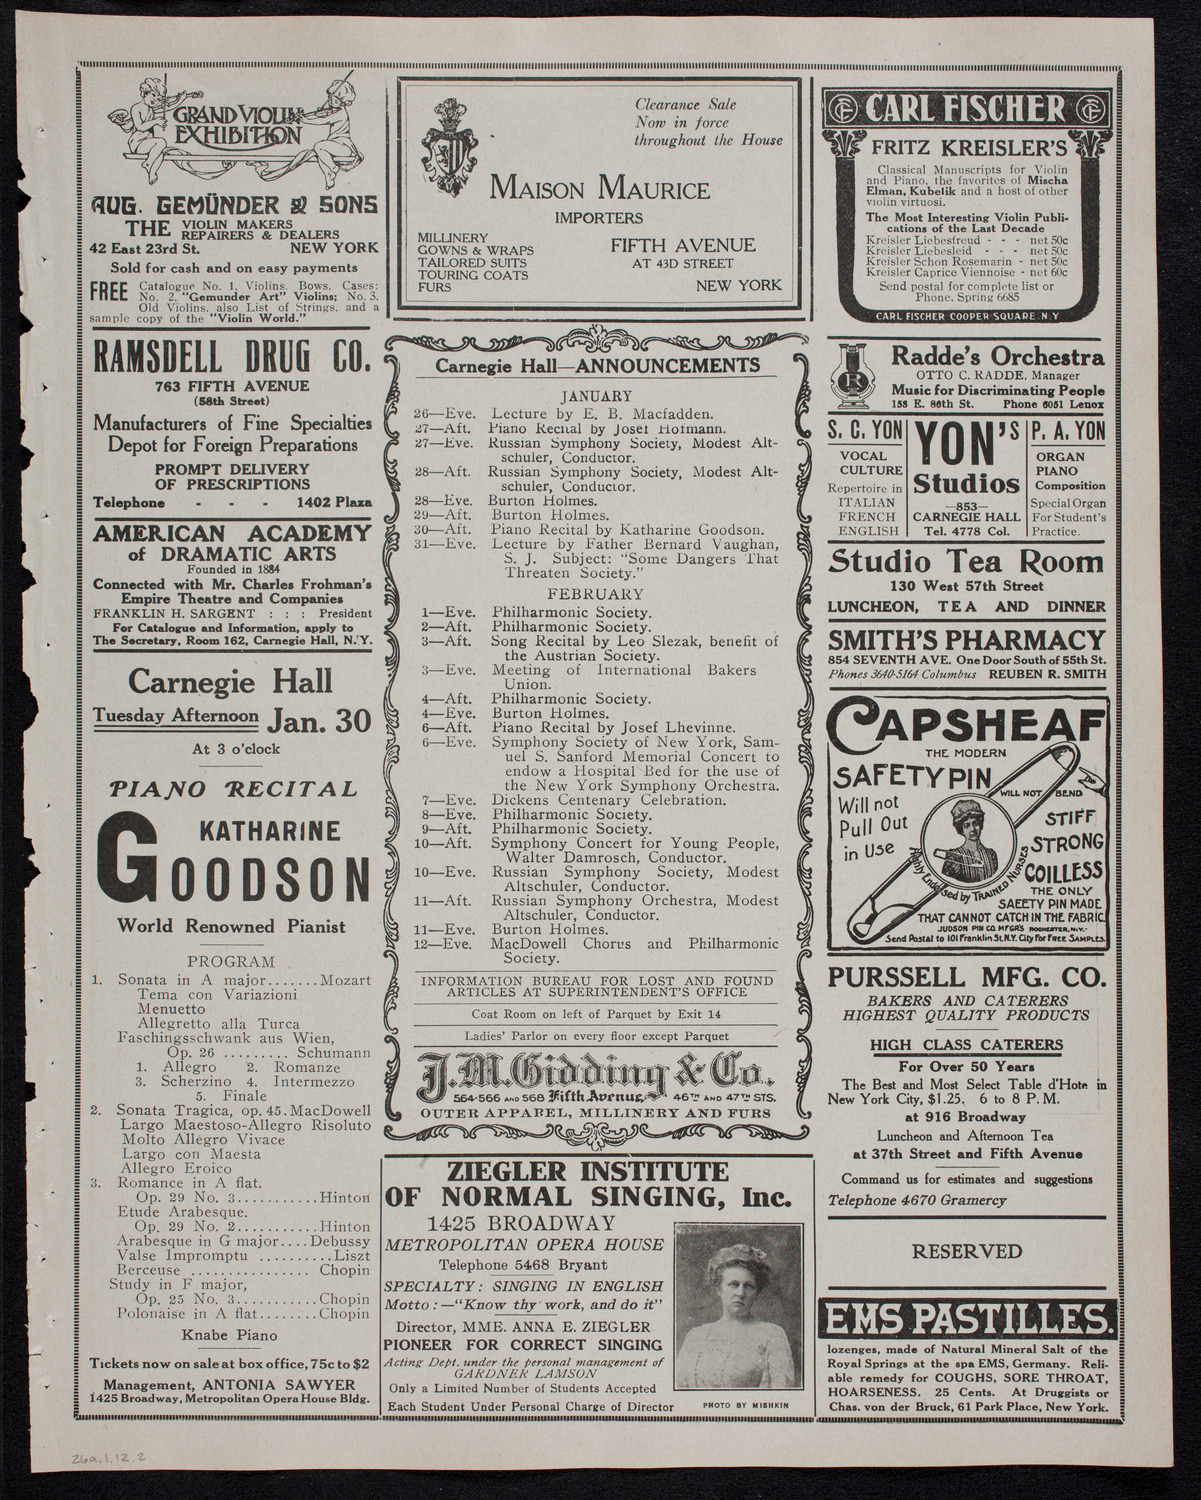 GRAND VIOLIN
EXHIBITION
AUG. GEMÜNDER & SONS
THE VIOLIN MAKERS
REPAIRERS & DEALERS
42 East 23rd St. NEW YORK
Sold for cash and on easy payments
FREE Catalogue No. 1, Violins, Bows, Cases:
No. 2, "Gemunder Art" Violins; No. 3,
Old Violins, also List of Strings, and a
sample copy of the "Violin World."
RAMSDELL DRUG CO.
763 FIFTH AVENUE
(58th Street)
Manufacturers of Fine Specialties
Depot for Foreign Preparations
PROMPT DELIVERY
OF PRESCRIPTIONS
Telephone - - - 1402 Plaza
AMERICAN ACADEMY
of DRAMATIC ARTS
Founded in 1884
Connected with Mr. Charles Frohman's
Empire Theatre and Companies
FRANKLIN H. SARGENT : : : President
For Catalogue and Information, apply to
The Secretary, Room 162, Carnegie Hall, N.Y.
Carnegie Hall
Tuesday Afternoon Jan. 30
At 3 o'clock
PIANO RECITAL
KATHARINE
GOODSON
World Renowned Pianist
PROGRAM
1. Sonata in A major.......Mozart
Tema con Variazioni
Menuetto
Allegretto alla Turca
Faschingsschwank aus Wien,
Op. 26 ......... Schumann
1. Allegro 2. Romanze
3. Scherzino 4. Intermezzo
5. Finale
2. Sonata Tragica, op. 45.MacDowell
Largo Maestoso-Allegro Risoluto
Molto Allegro Vivace
Largo con Maesta
Allegro Eroico
3. Romance in A flat.
Op. 29 No. 3..........Hinton
Etude Arabesque.
Op. 29 No. 2..........Hinton
Arabesque in G major....Debussy
Valse Impromptu ..........Liszt
Berceuse ............... Chopin
Study in F major,
Op. 25 No. 3..........Chopin
Polonaise in A flat........Chopin
Knabe Piano
Tickets now on sale at box office, 75c to $2
Management, ANTONIA SAWYER
1425 Broadway, Metropolitan Opera House Bldg.
Clearance Sale
Now in force
throughout the House
MAISON MAURICE
IMPORTERS
MILLINERY
GOWNS & WRAPS
TAILORED SUITS
TOURING COATS
FURS
FIFTH AVENUE
AT 43D STREET
NEW YORK
Carnegie Hall—ANNOUNCEMENTS
JANUARY
26—Eve. Lecture by E. B. Macfadden.
27—Aft. Piano Recital by Josef Hofmann.
27—Eve. Russian Symphony Society, Modest Alt-
schuler, Conductor.
28—Aft. Russian Symphony Society, Modest Alt-
schuler, Conductor.
28—Eve. Burton Holmes.
29—Aft. Burton Holmes.
30—Aft. Piano Recital by Katharine Goodson.
31—Eve. Lecture by Father Bernard Vaughan,
S. J. Subject: "Some Dangers That
Threaten Society."
FEBRUARY
1—Eve. Philharmonic Society.
2—Aft. Philharmonic Society.
3—Aft. Song Recital by Leo Slezak, benefit of
the Austrian Society.
3—Eve. Meeting of International Bakers
Union.
4—Aft. Philharmonic Society.
4—Eve. Burton Holmes.
6—Aft. Piano Recital by Josef Lhevinne.
6—Eve. Symphony Society of New York, Sam-
uel S. Sanford Memorial Concert to
endow a Hospital Bed for the use of
the New York Symphony Orchestra.
7—Eve. Dickens Centenary Celebration.
8—Eve. Philharmonic Society.
9—Aft. Philharmonic Society.
10—Aft. Symphony Concert for Young People,
Walter Damrosch, Conductor.
10—Eve. Russian Symphony Society, Modest
Altschuler, Conductor.
11—Aft. Russian Symphony Orchestra, Modest
Altschuler, Conductor.
11—Eve. Burton Holmes.
12—Eve. MacDowell Chorus and Philharmonic
Society.
INFORMATION BUREAU FOR LOST AND FOUND
ARTICLES AT SUPERINTENDENT'S OFFICE
Coat Room on left of Parquet by Exit 14
Ladies' Parlor on every floor except Parquet
J. M. Gidding & Co.
564-566 AND 568 Fifth Avenue, 46TH AND 47TH STS.
OUTER APPAREL, MILLINERY AND FURS
ZIEGLER INSTITUTE
OF NORMAL SINGING, Inc.
1425 BROADWAY
METROPOLITAN OPERA HOUSE
Telephone 5468 Bryant
SPECIALTY: SINGING IN ENGLISH
Motto:—"Know thy work, and do it"
Director, MME. ANNA E. ZIEGLER
PIONEER FOR CORRECT SINGING
Acting Dept. under the personal management of
GARDNER LAMSON
Only a Limited Number of Students Accepted
Each Student Under Personal Charge of Director
PHOTO BY MISHKIN
CF CARL FISCHER CF
FRITZ KREISLER'S
Classical Manuscripts for Violin
and Piano, the favorites of Mischa
Elman, Kubelik and a host of other
violin virtuosi.
The Most Interesting Violin Publi-
cations of the Last Decade
Kreisler Liebesfreud - - - net 50c
Kreisler Liebesleid - - - net 50c
Kreisler Schon Rosemarin - net 50c
Kreisler Caprice Viennoise - net 60c
Send postal for complete list or
Phone, Spring 6685
CARL FISCHER COOPER SQUARE N.Y
R
Radde's Orchestra
OTTO C. RADDE, Manager
Music for Discriminating People
158 E. 86th St. Phone 6051 Lenox
S. C. YON
VOCAL
CULTURE
Repertoire in
ITALIAN
FRENCH
ENGLISH
YON'S
Studios
—853—
CARNEGIE HALL
Tel. 4778 Col.
P. A. YON
ORGAN
PIANO
Composition
Special Organ
For Student's
Practice.
Studio Tea Room
130 West 57th Street
LUNCHEON, TEA AND DINNER
SMITH'S PHARMACY
854 SEVENTH AVE. One Door South of 55th St.
Phones 3640-5164 Columbus REUBEN R. SMITH
CAPSHEAF
THE MODERN
SAFETY PIN
WILL NOT BEND
Will not
Pull Out
in Use
STIFF
STRONG
COILLESS
Highly Endorsed by TRAINED NURSES
THE ONLY
SAFETY PIN MADE
THAT CANNOT CATCH IN THE FABRIC.
JUDSON PIN CO. MFGRS ROCHESTER, N.Y.
Send Postal to 101 Franklin St. N.Y. City For FREE SAMPLES.
PURSSELL MFG. CO.
BAKERS AND CATERERS
HIGHEST QUALITY PRODUCTS
HIGH CLASS CATERERS
For Over 50 Years
The Best and Most Select Table d'Hote in
New York City, $1.25, 6 to 8 P. M.
at 916 Broadway
Luncheon and Afternoon Tea
at 37th Street and Fifth Avenue
Command us for estimates and suggestions
Telephone 4670 Gramercy
RESERVED
EMS PASTILLES.
lozenges, made of Natural Mineral Salt of the
Royal Springs at the spa EMS, Germany. Reli-
able remedy for COUGHS, SORE THROAT,
HOARSENESS. 25 Cents. At Druggists or
Chas. von der Bruck, 61 Park Place, New York.
26a.1.12.2